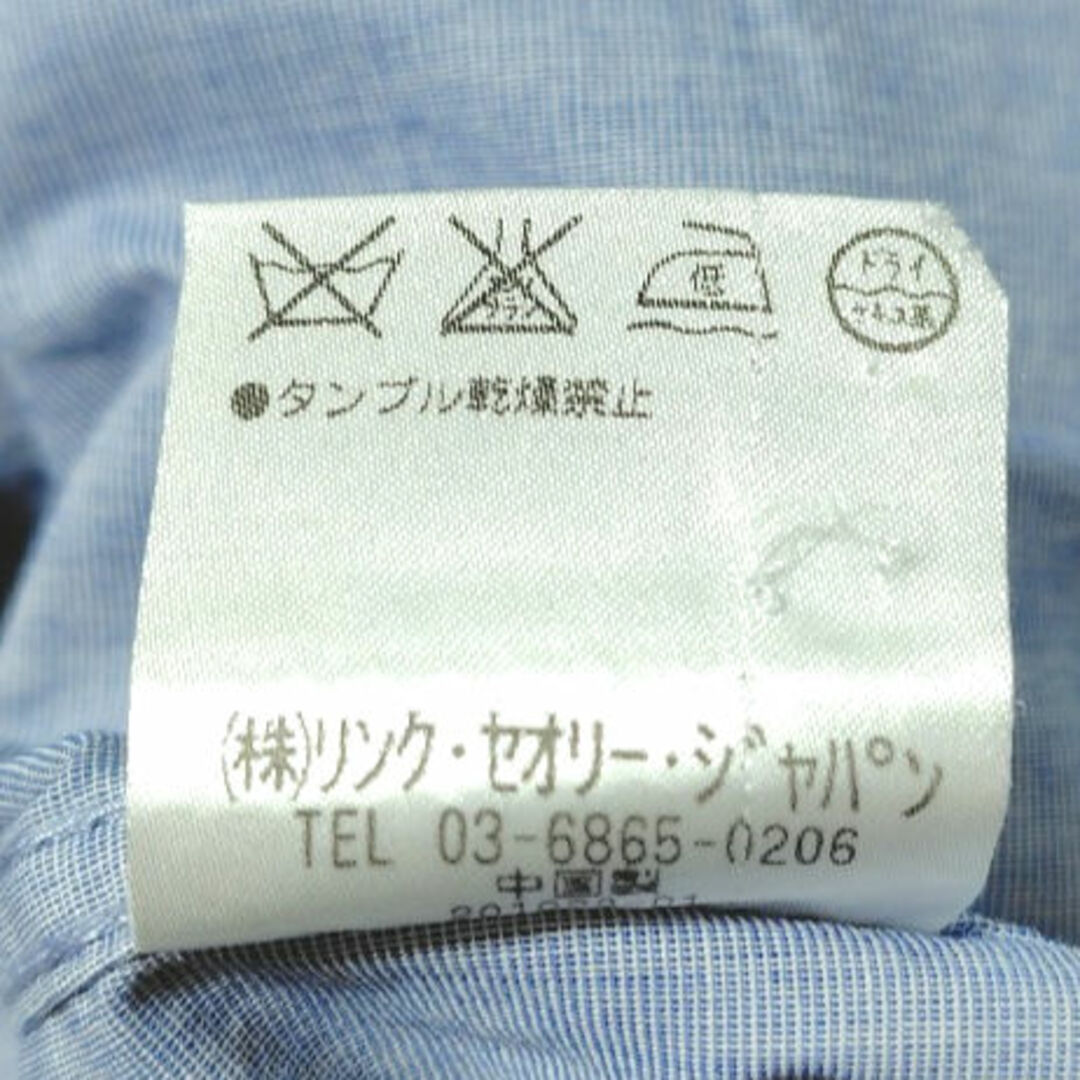 低 ドライ
セキユ系
●タンブル乾燥禁止
(株)リンク・セオリー・ジャパン
TEL 03-6865-0206
中国製